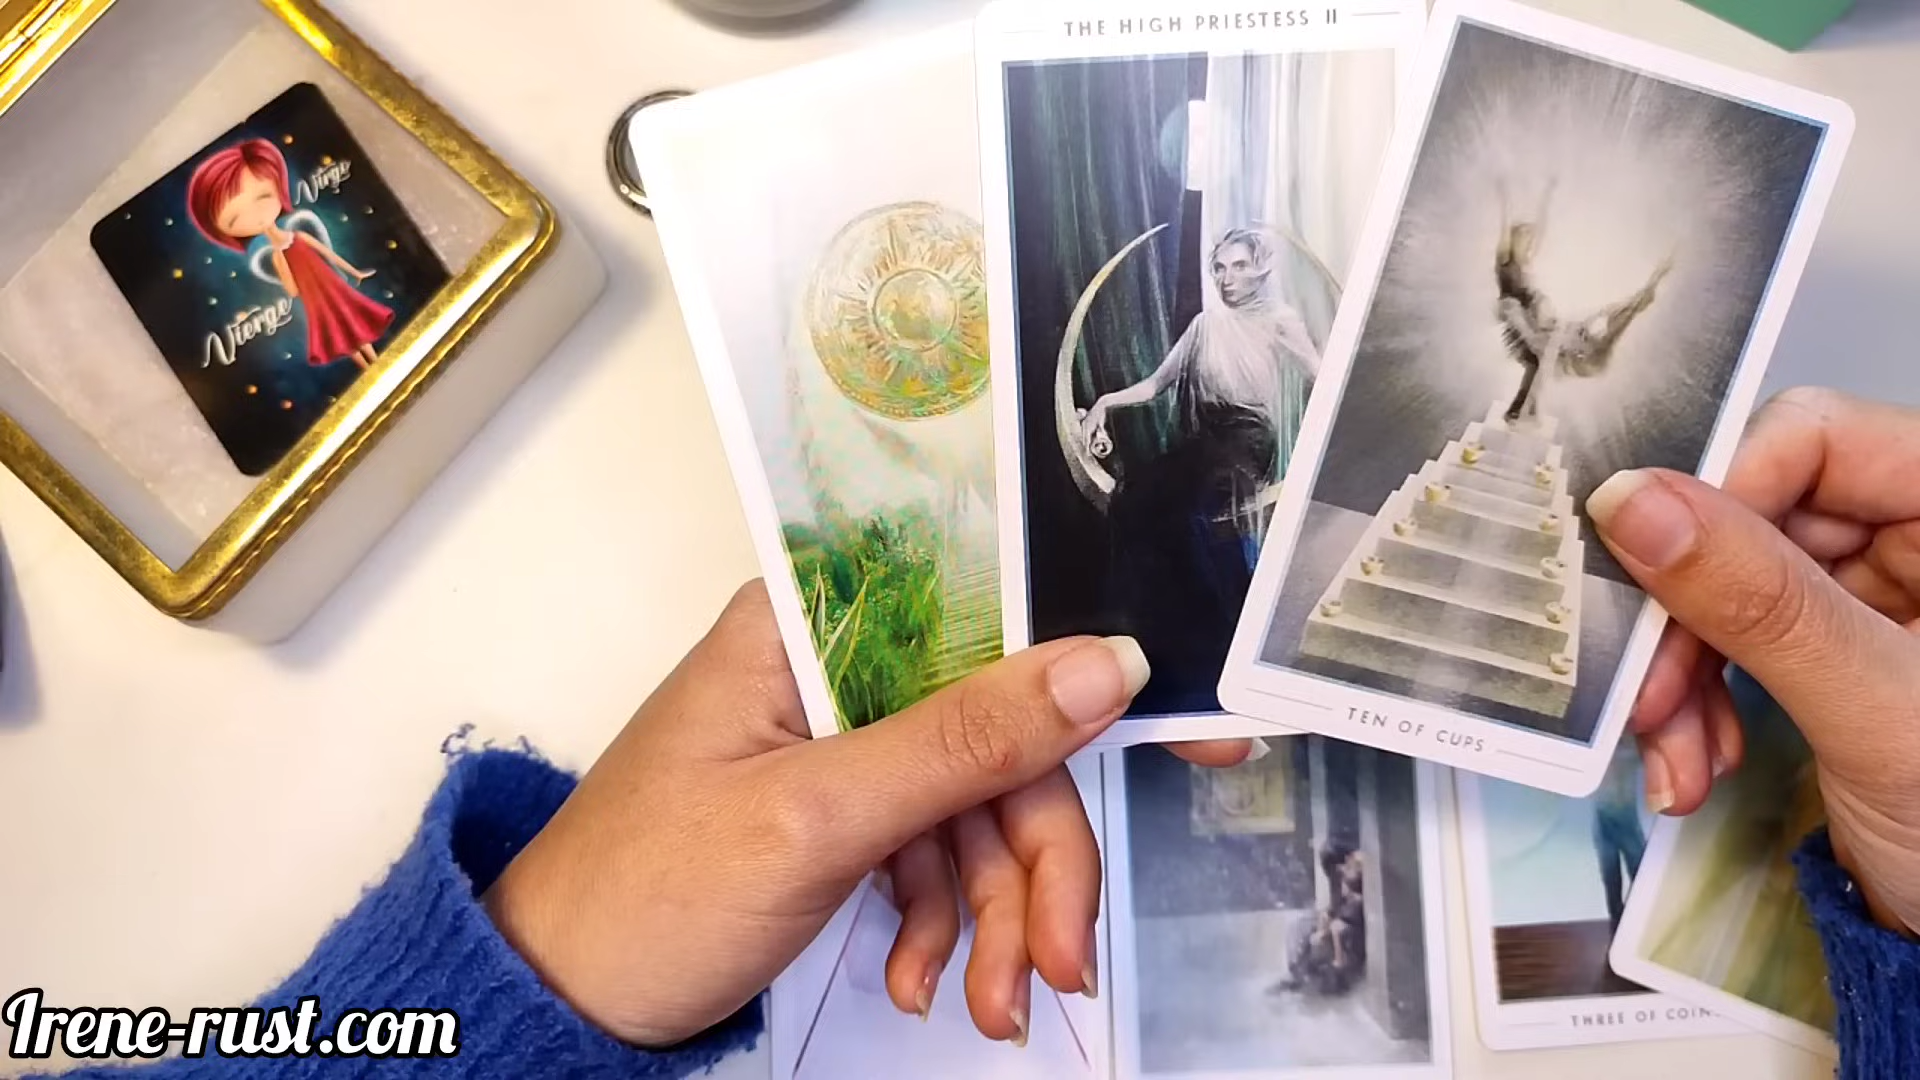 THE HIGH PRIESTESS II
Virgo
Vierge
TEN OF CUPS
THREE OF COIN
Irene-rust.com